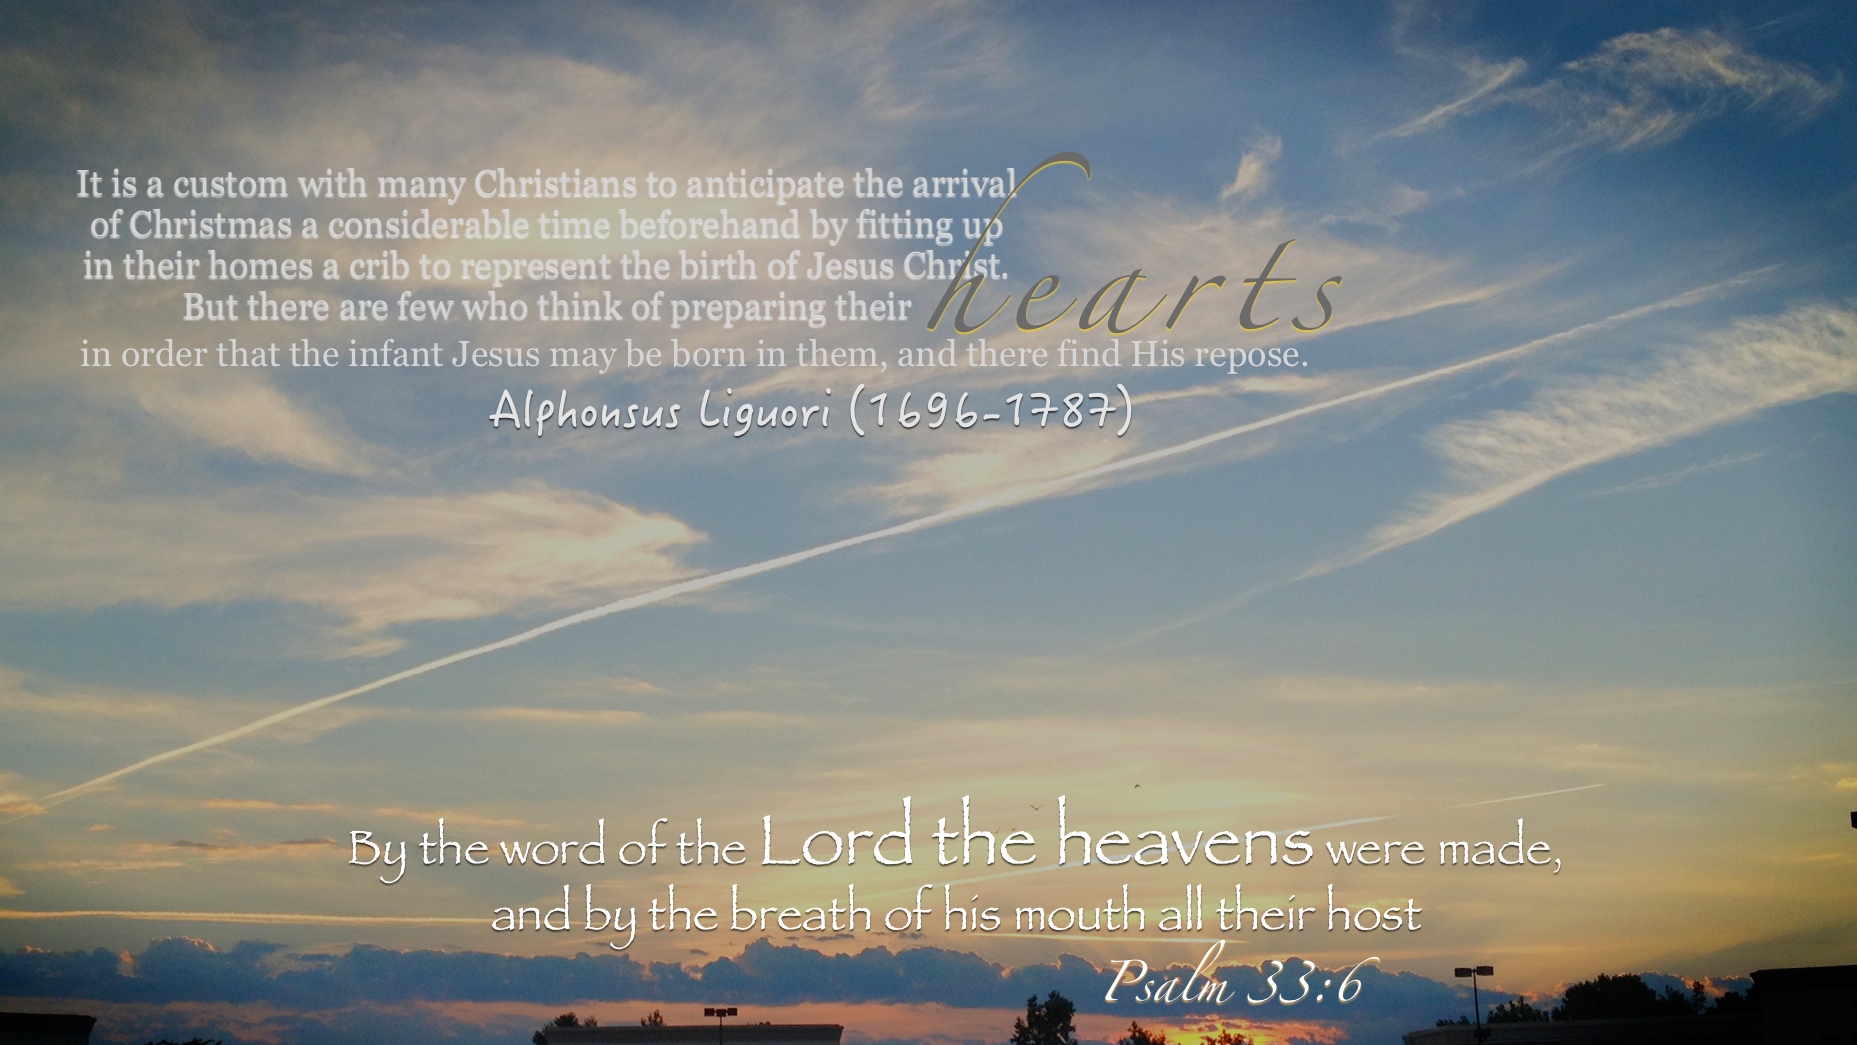 It is a custom with many Christians to anticipate the arrival
of Christmas a considerable time beforehand by fitting up
in their homes a crib to represent the birth of Jesus Christ.
But there are few who think of preparing their hearts
in order that the infant Jesus may be born in them, and there find His repose.
Alphonsus Liguori (1696-1787)
By the word of the Lord the heavens were made,
and by the breath of his mouth all their host
Psalm 33:6